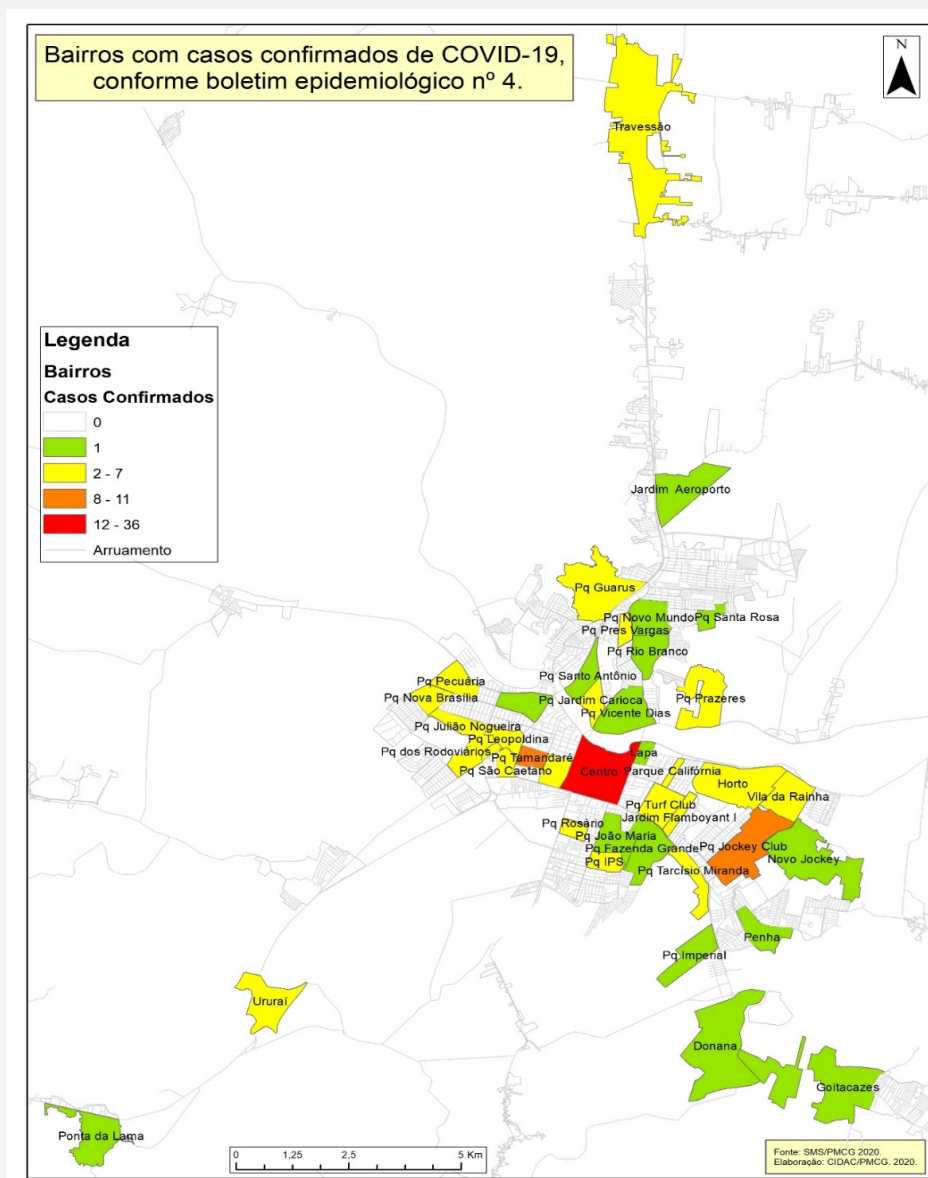 Bairros com casos confirmados de COVID-19,
conforme boletim epidemiológico nº 4.
N
Travessão
Legenda
Bairros
Casos Confirmados
0
1
2 - 7
8 - 11
12 - 36
Arruamento
Jardim Aeroporto
Pq Guarus
Pq Novo Mundo
Pq Santa Rosa
Pq Pres Vargas
Pq Rio Branco
Pq Santo Antônio
Pq Pecuária
Pq Nova Brasília
Pq Jardim Carioca
Pq Prazeres
Pq Vicente Dias
Pq Julião Nogueira
Pq Leopoldina
Pq dos Rodoviários
Pq Tamandaré
Lapa
Pq São Caetano
Centro
Parque Califórnia
Horto
Vila da Rainha
Pq Turf Club
Jardim Flamboyant I
Pq Rosário
Pq João Maria
Pq Fazenda Grande
Pq Jockey Club
Pq IPS
Novo Jockey
Pq Tarcísio Miranda
Penha
Pq Imperial
Ururaí
Donana
Goitacazes
Ponta da Lama
0 1,25 2,5 5 Km
Fonte: SMS/PMCG 2020.
Elaboração: CIDAC/PMCG. 2020.